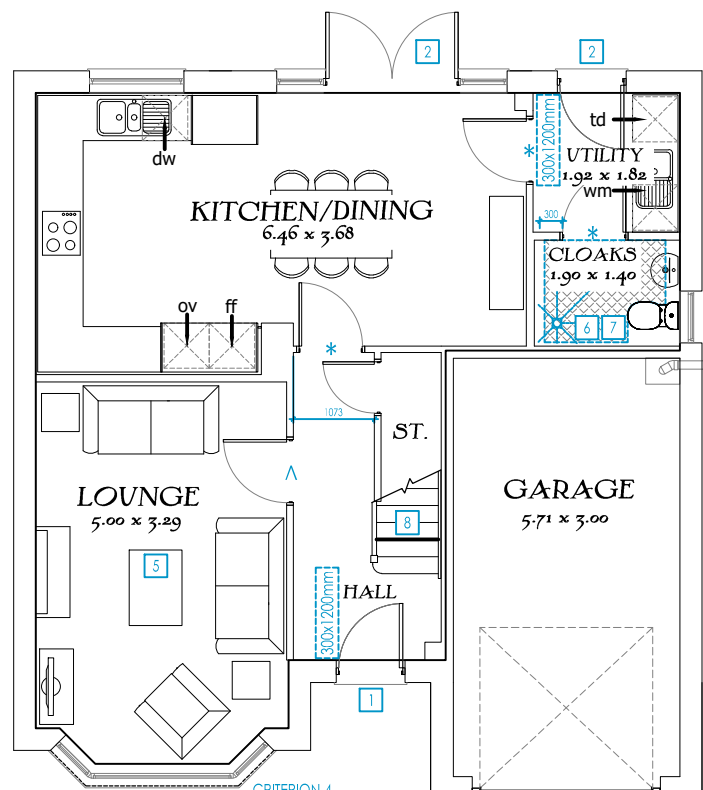 2
2
300x1200mm
td
dw
UTILITY
1.92 x 1.82
wm
KITCHEN/DINING
6.46 x 3.68
300
*
*
CLOAKS
1.90 x 1.40
ov
ff
6
7
*
1073
ST.
^
LOUNGE
5.00 x 3.29
GARAGE
5.71 x 3.00
8
5
300x1200mm
HALL
1
CRITERION 4